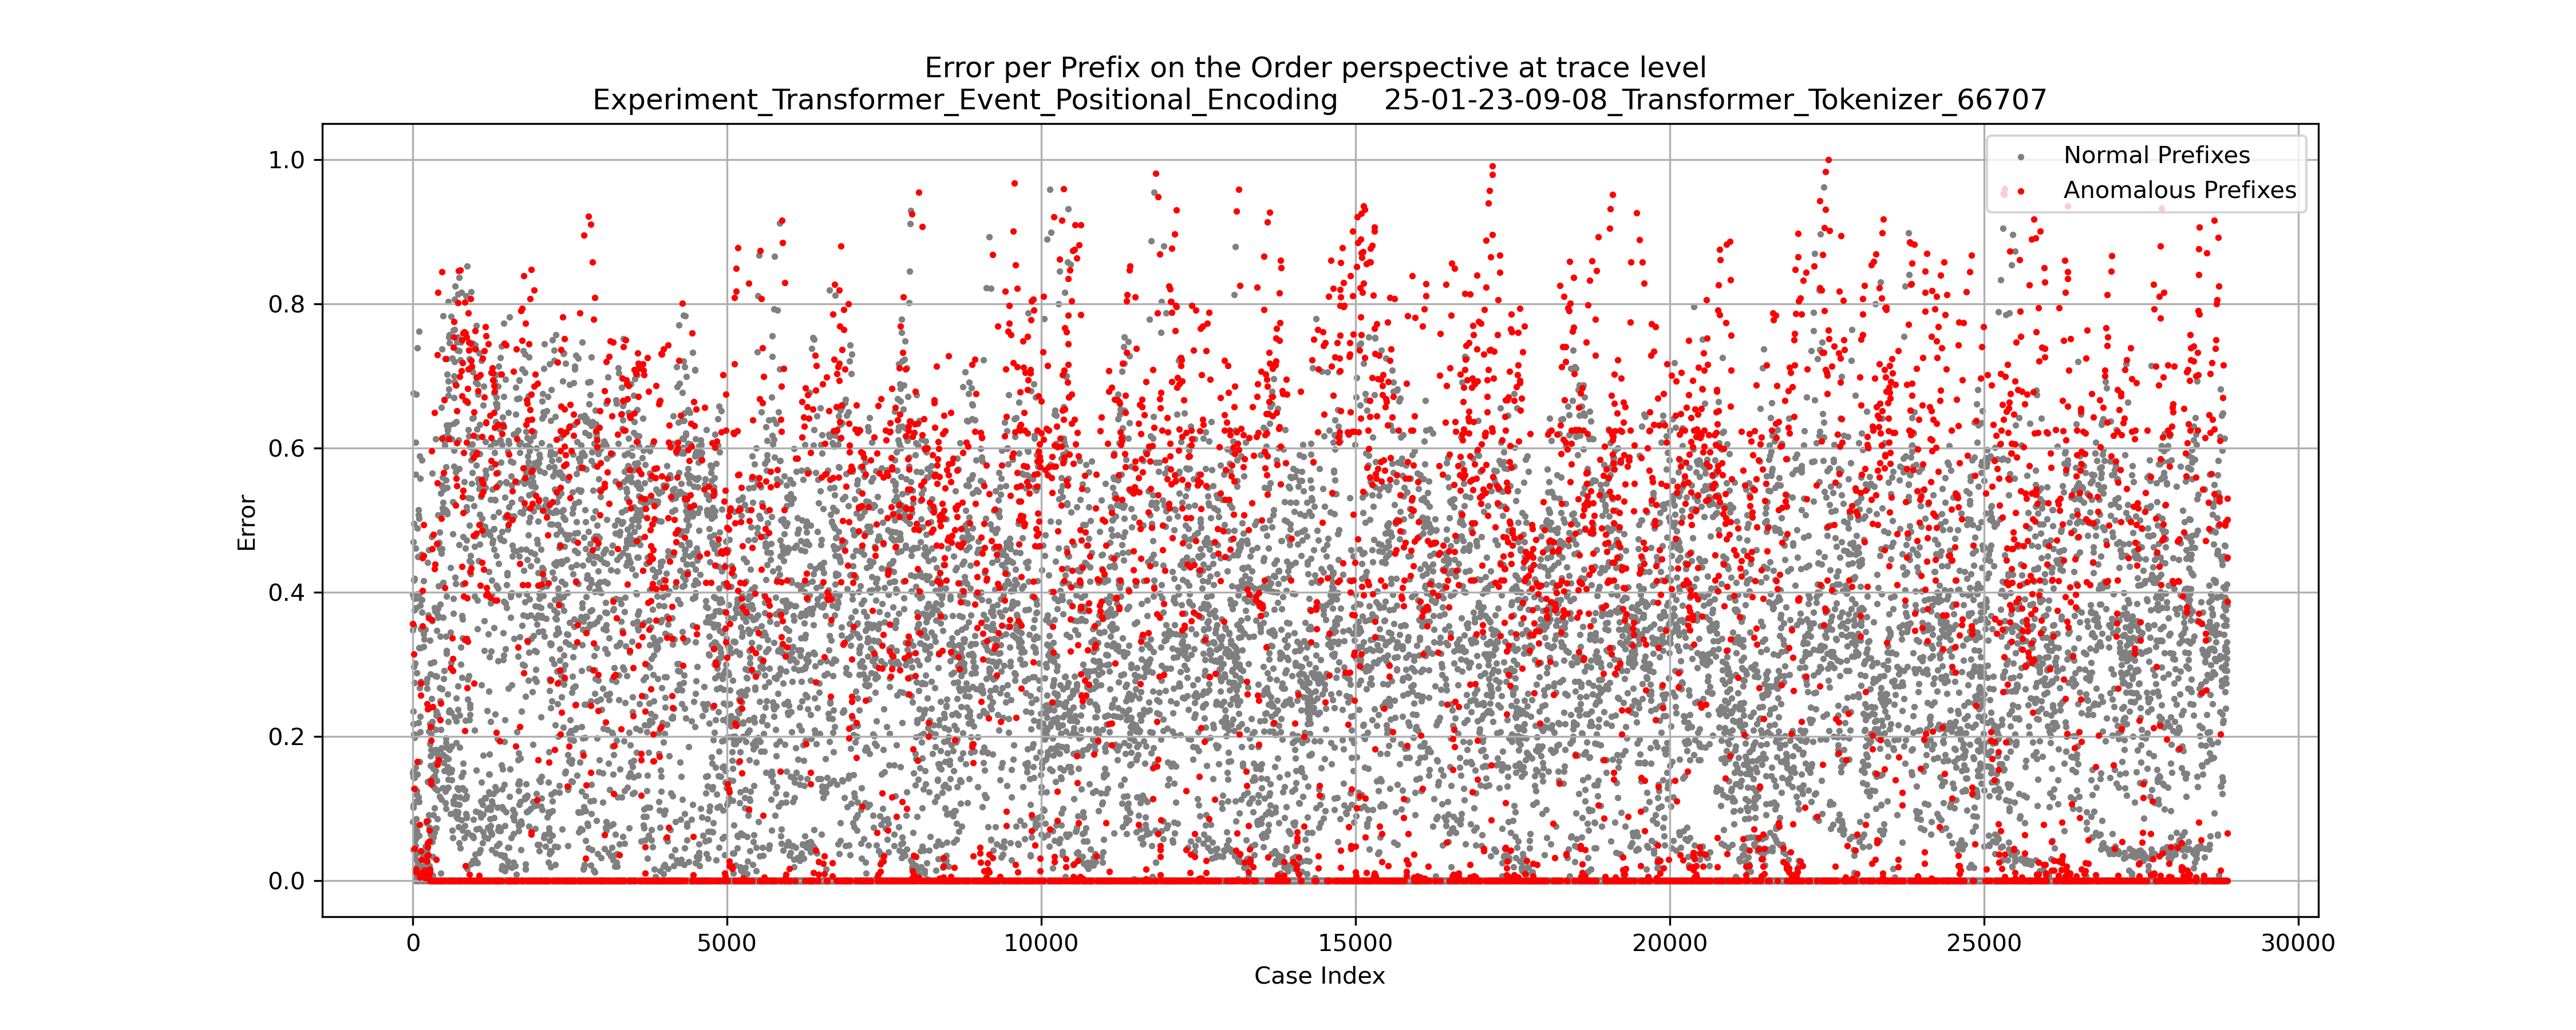 Error per Prefix on the Order perspective at trace level
Experiment_Transformer_Event_Positional_Encoding 25-01-23-09-08_Transformer_Tokenizer_66707
Normal Prefixes
Anomalous Prefixes
1.0
0.8
0.6
0.4
0.2
0.0
Error
0 5000 10000 15000 20000 25000 30000
Case Index